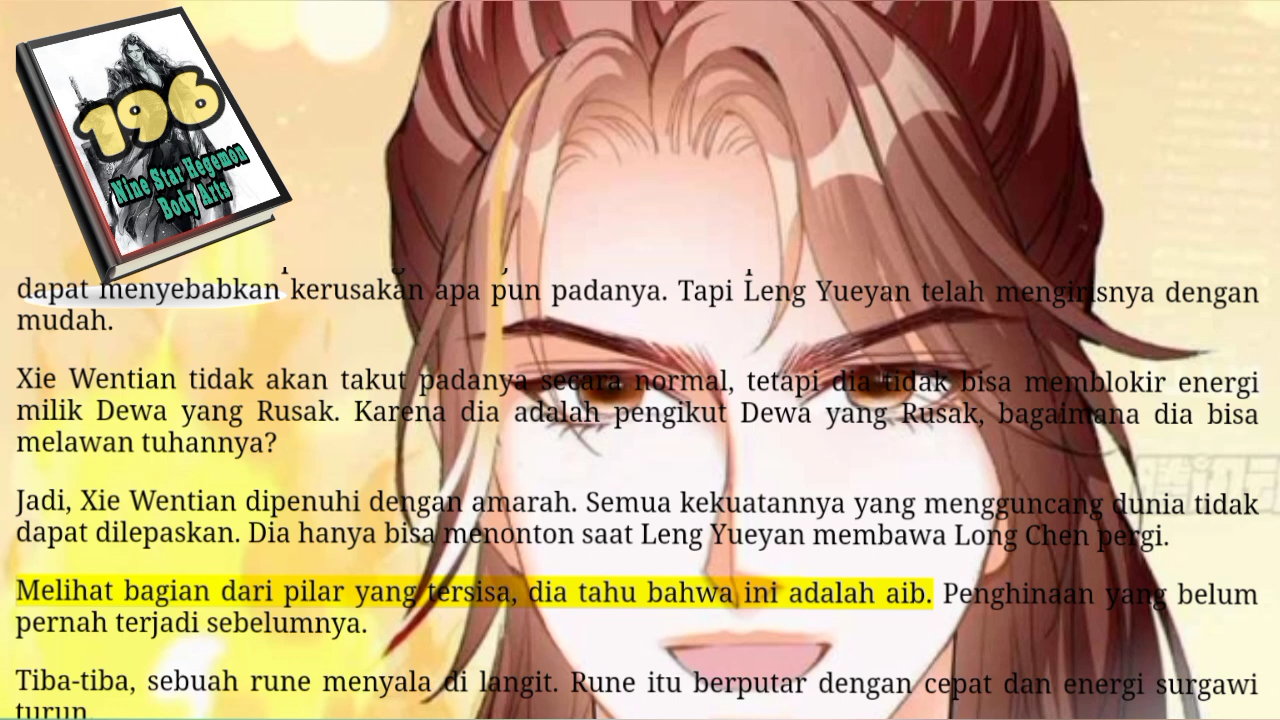 196
Nine Star Hegemon
Body Arts
dapat menyebabkan kerusakan apa pun padanya. Tapi Leng Yueyan telah mengirisnya dengan
mudah.
Xie Wentian tidak akan takut padanya secara normal, tetapi dia tidak bisa memblokir energi
milik Dewa yang Rusak. Karena dia adalah pengikut Dewa yang Rusak, bagaimana dia bisa
melawan tuhannya?
Jadi, Xie Wentian dipenuhi dengan amarah. Semua kekuatannya yang mengguncang dunia tidak
dapat dilepaskan. Dia hanya bisa menonton saat Leng Yueyan membawa Long Chen pergi.
Melihat bagian dari pilar yang tersisa, dia tahu bahwa ini adalah aib. Penghinaan yang belum
pernah terjadi sebelumnya.
Tiba-tiba, sebuah rune menyala di langit. Rune itu berputar dengan cepat dan energi surgawi
turun.